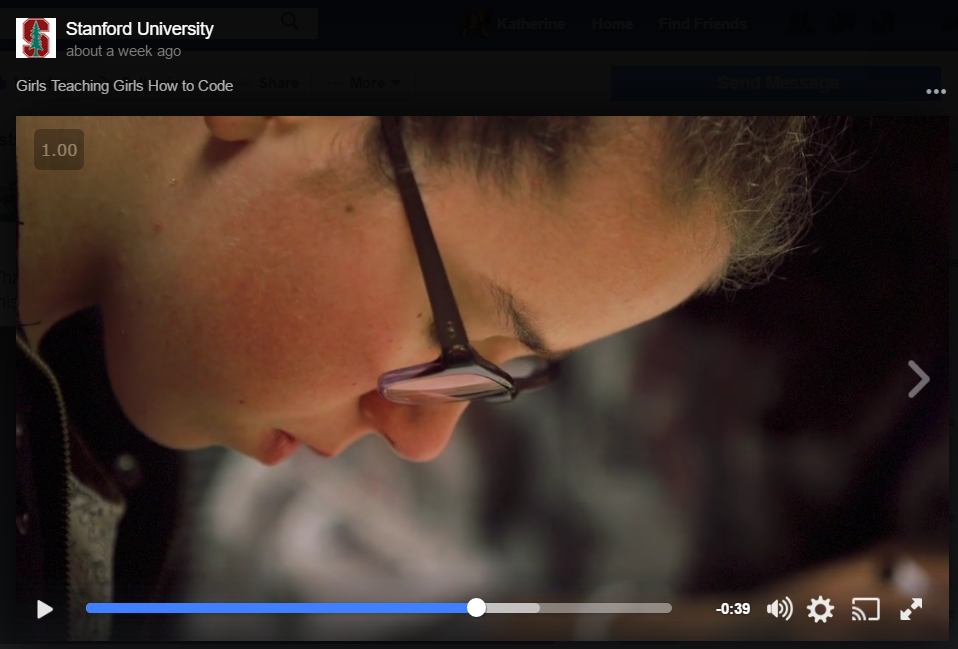 Katherine Home Find Friends
Stanford University
about a week ago
Share More Send Message
Girls Teaching Girls How to Code
1.00
-0:39